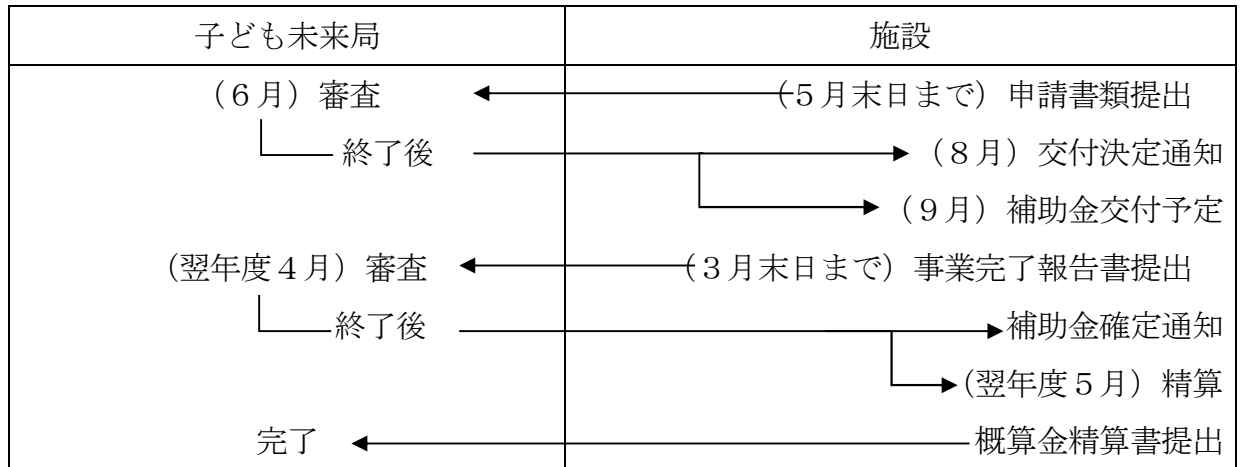 子ども未来局 施設
（６月）審査 （５月末日まで）申請書類提出
終了後 （８月）交付決定通知
（９月）補助金交付予定
（翌年度４月）審査 （３月末日まで）事業完了報告書提出
終了後 補助金確定通知
（翌年度５月）精算
完了 概算金精算書提出